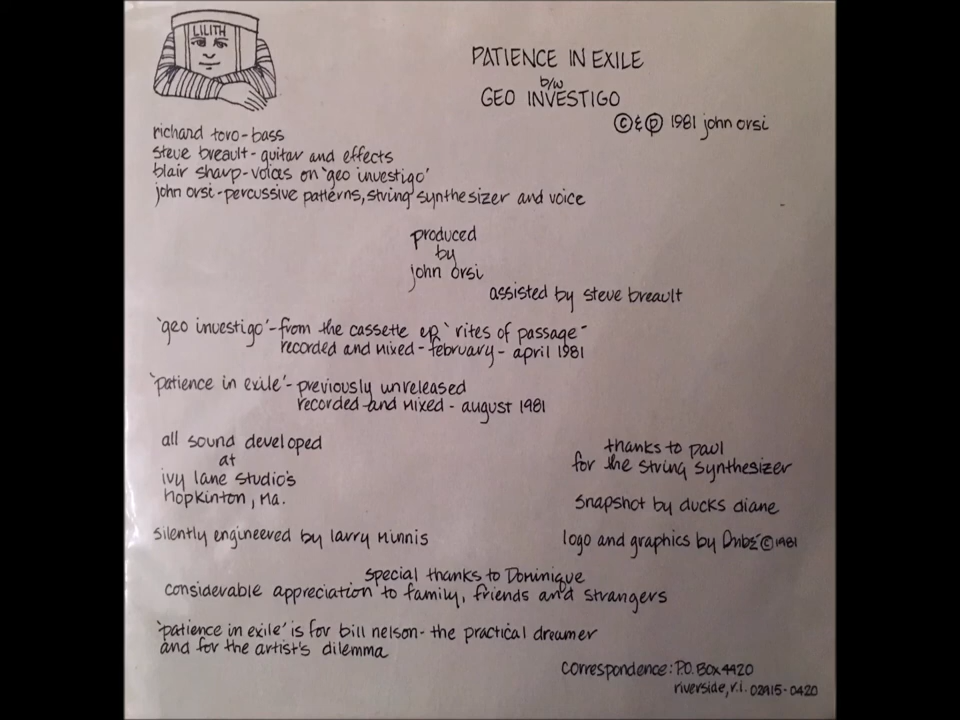 LILITH
PATIENCE IN EXILE
b/w
GEO INVESTIGO
© & ℗ 1981 john orsi
richard toro - bass
steve breault - guitar and effects
blair sharp - voices on 'geo investigo'
john orsi - percussive patterns, string synthesizer and voice
produced
by
john orsi
assisted by steve breault
'geo investigo' - from the cassette ep 'rites of passage'
recorded and mixed - february - april 1981
'patience in exile' - previously unreleased
recorded and mixed - august 1981
all sound developed
at
ivy lane studio's
hopkinton, ma.
thanks to paul
for the string synthesizer
snapshot by ducks diane
silently engineered by larry minnis
logo and graphics by © 1981
special thanks to Dominique
considerable appreciation to family, friends and strangers
'patience in exile' is for bill nelson - the practical dreamer
and for the artist's dilemma
correspondence: P.O. Box 4420
riverside, r.i. 02915-0420